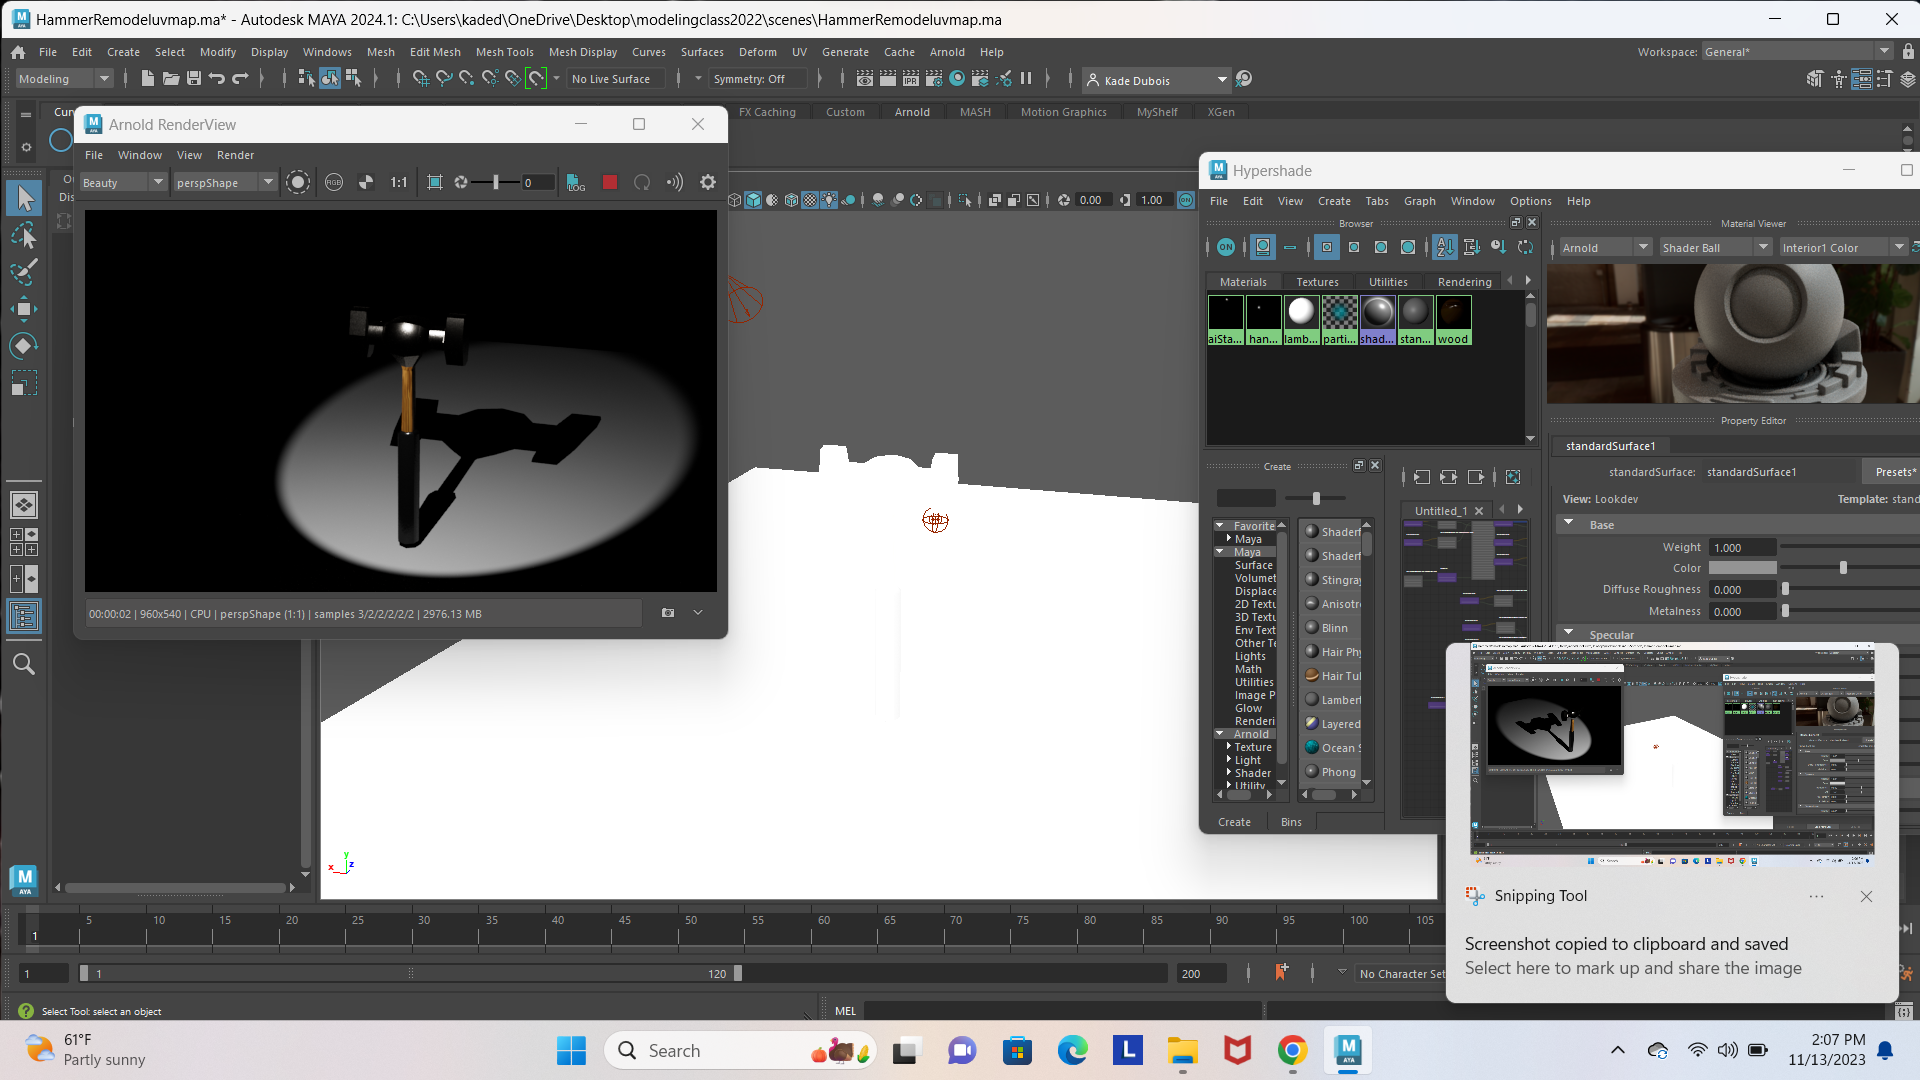 HammerRemodeluvmap.ma* - Autodesk MAYA 2024.1: C:\Users\kaded\OneDrive\Desktop\modelingclass2022\scenes\HammerRemodeluvmap.ma
File Edit Create Select Modify Display Windows Mesh Edit Mesh Mesh Tools Mesh Display Curves Surfaces Deform UV Generate Cache Arnold Help
Workspace: General*
Modeling
No Live Surface
Symmetry: Off
IPR
Kade Dubois
FX Caching Custom Arnold MASH Motion Graphics MyShelf XGen
Arnold RenderView
File Window View Render
Beauty
perspShape
RGB
1:1
0
LOG
00:00:02 | 960x540 | CPU | perspShape (1:1) | samples 3/2/2/2/2/2 | 2976.13 MB
0.00
1.00
ON
Hypershade
File Edit View Create Tabs Graph Window Options Help
Browser
ON
Materials Textures Utilities Rendering
aiSta... han... lamb... parti... shad... stan... wood
Material Viewer
Arnold
Shader Ball
Interior1 Color
Property Editor
standardSurface1
standardSurface: standardSurface1
Presets*
View: Lookdev
Template: stand
Base
Weight 1.000
Color
Diffuse Roughness 0.000
Metalness 0.000
Specular
Create
Favorite
Maya
Maya
Surface
Volumet
Displace
2D Textu
3D Textu
Env Text
Other Te
Lights
Math
Utilities
Image P
Glow
Renderi
Arnold
Texture
Light
Shader
Utility
Shaderf
Shaderf
Stingray
Anisotro
Blinn
Hair Phy
Hair Tul
Lambert
Layered
Ocean S
Phong
Untitled_1
Create Bins
x y z
5 10 15 20 25 30 35 40 45 50 55 60 65 70 75 80 85 90 95 100 105
1
1
1
120
200
No Character Set
Select Tool: select an object
MEL
Snipping Tool
Screenshot copied to clipboard and saved
Select here to mark up and share the image
61°F
Partly sunny
Search
2:07 PM
11/13/2023